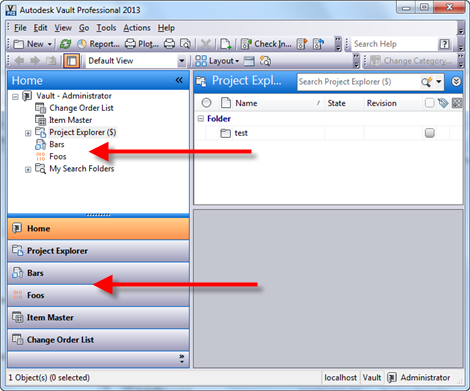 Autodesk Vault Professional 2013
File Edit View Go Tools Actions Help
New Report... Plot... Check In... Search Help
Default View Layout Change Category...
Home
Vault - Administrator
Change Order List
Item Master
Project Explorer ($)
Bars
Foos
My Search Folders
Home
Project Explorer
Bars
Foos
Item Master
Change Order List
Project Expl... Search Project Explorer (Ctrl
Name State Revision
Folder
test
1 Object(s) (0 selected) localhost Vault Administrator